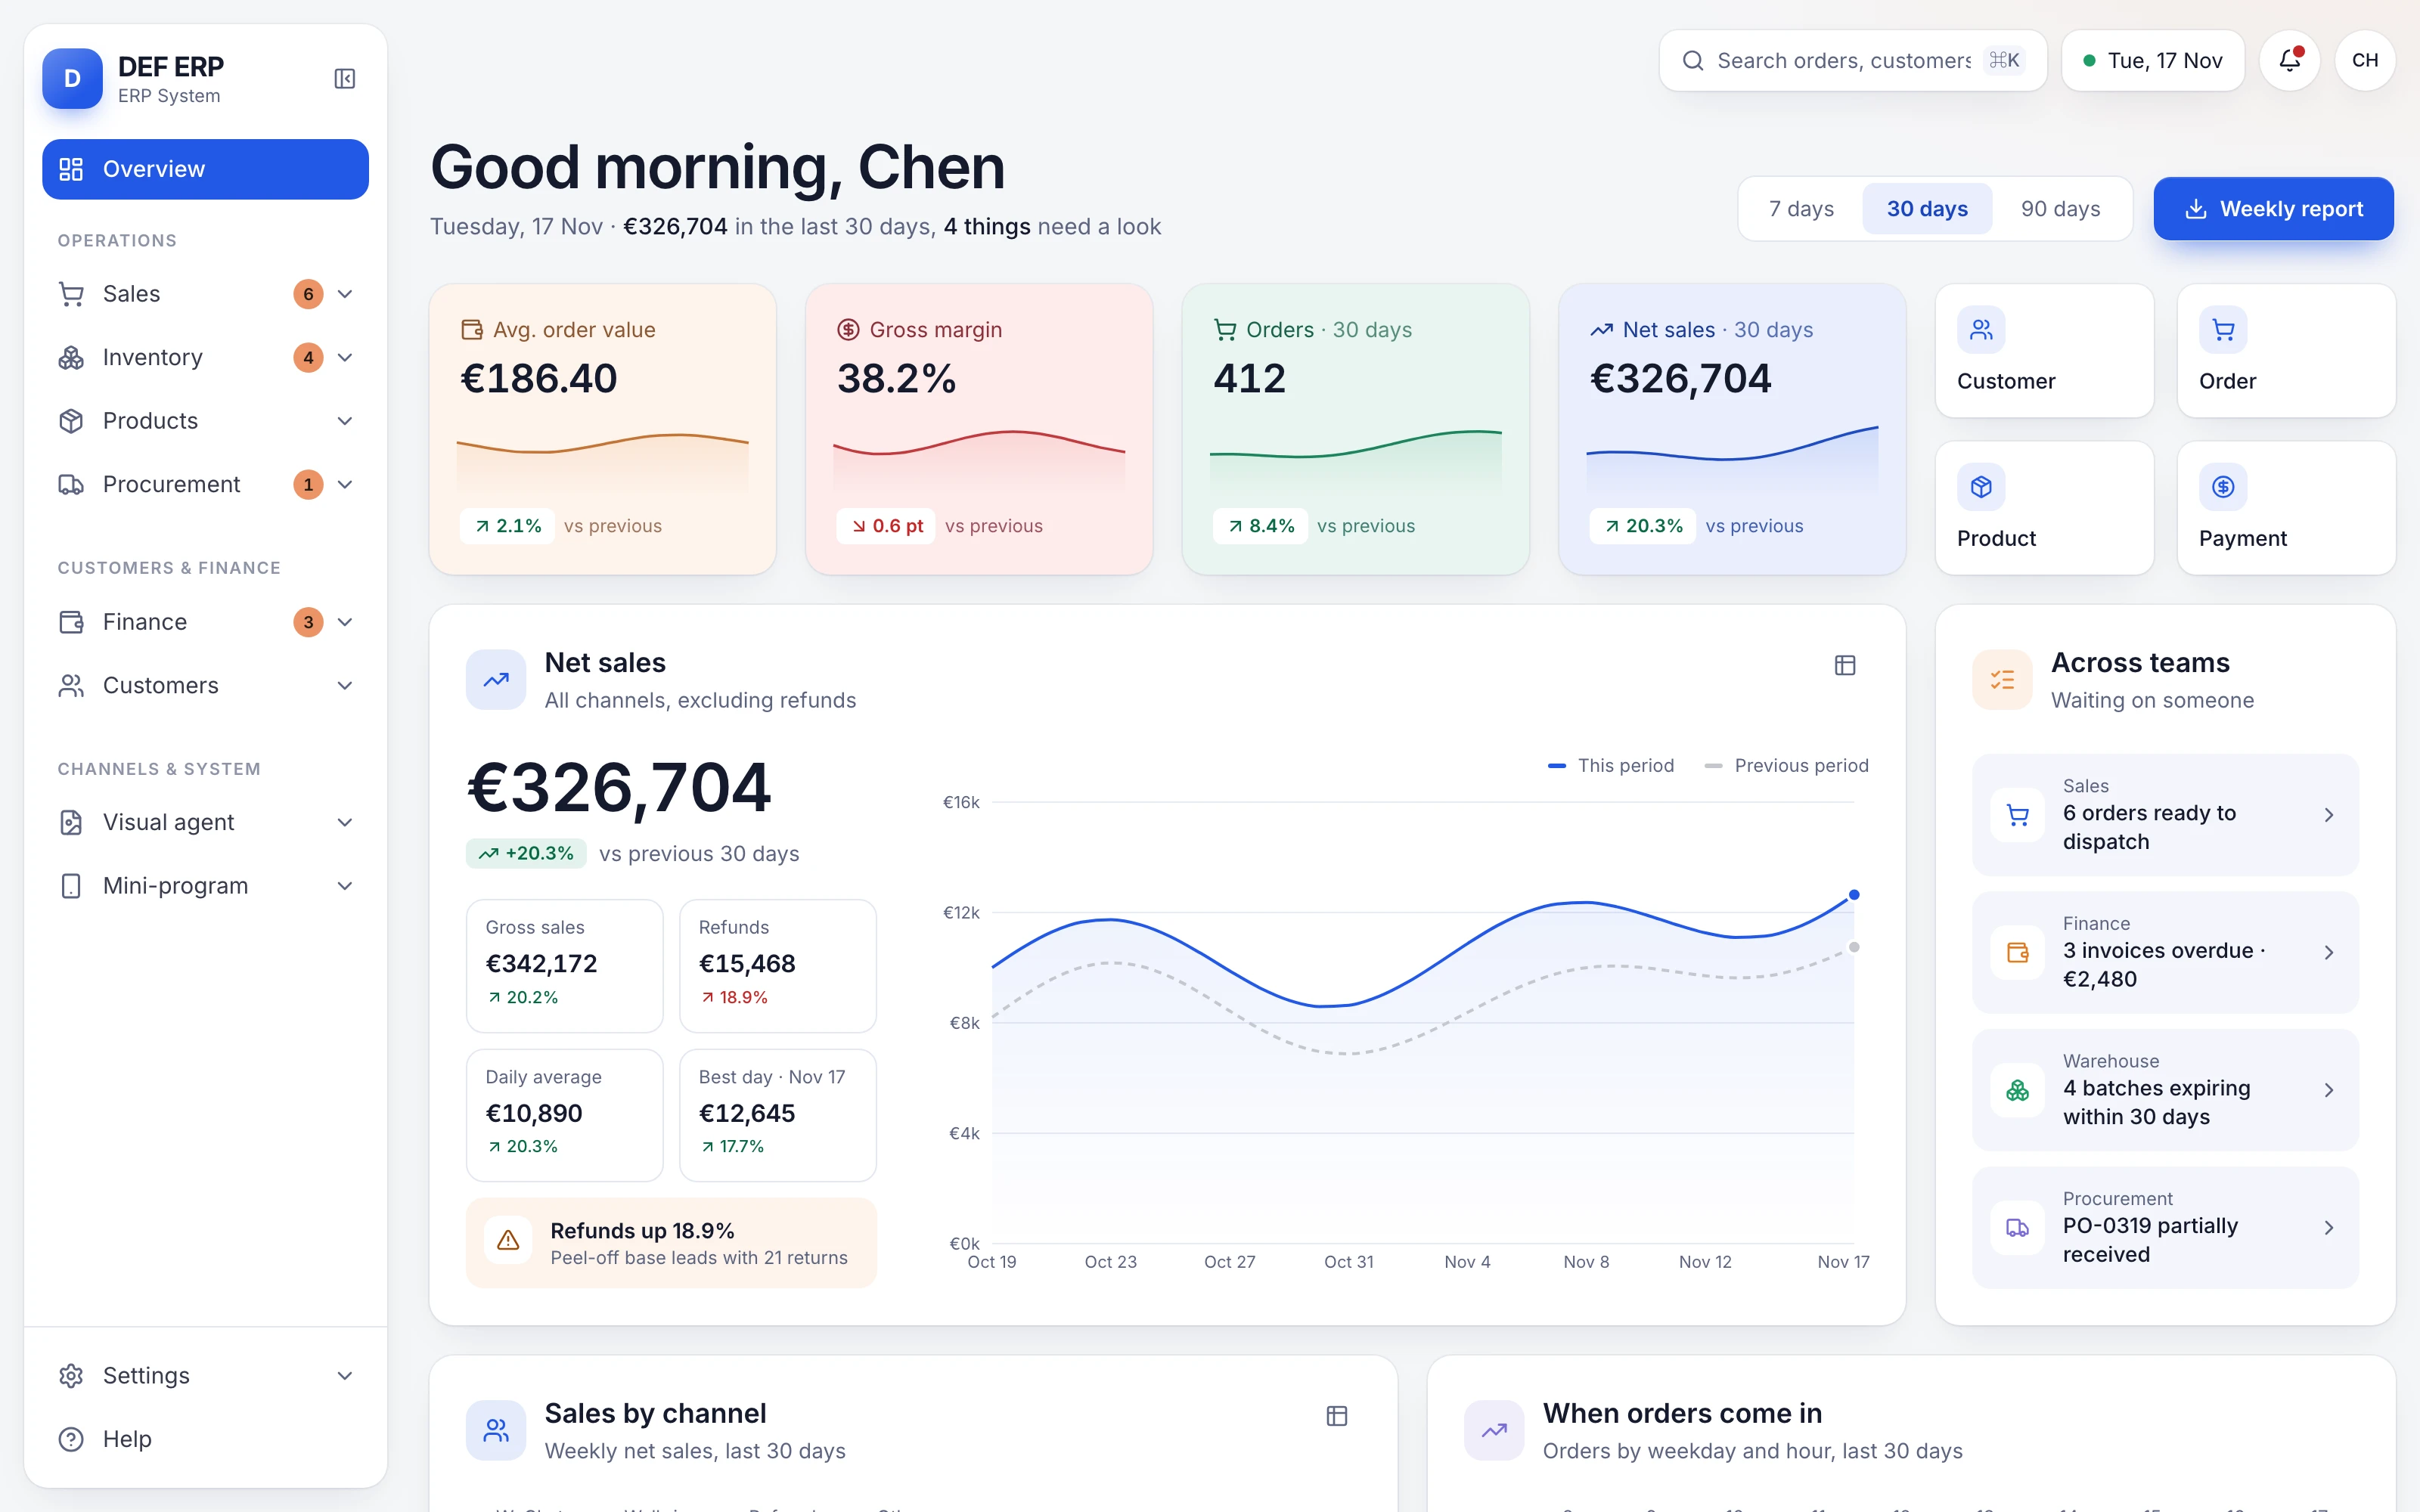 D
DEF ERP
ERP System
Overview
OPERATIONS
Sales 6
Inventory 4
Products
Procurement 1
CUSTOMERS & FINANCE
Finance 3
Customers
CHANNELS & SYSTEM
Visual agent
Mini-program
Settings
Help
Search orders, customers ⌘K
Tue, 17 Nov
CH
Good morning, Chen
Tuesday, 17 Nov · €326,704 in the last 30 days, 4 things need a look
7 days 30 days 90 days
Weekly report
Avg. order value
€186.40
2.1% vs previous
Gross margin
38.2%
0.6 pt vs previous
Orders · 30 days
412
8.4% vs previous
Net sales · 30 days
€326,704
20.3% vs previous
Customer
Order
Product
Payment
Net sales
All channels, excluding refunds
€326,704
+20.3% vs previous 30 days
Gross sales
€342,172
20.2%
Refunds
€15,468
18.9%
Daily average
€10,890
20.3%
Best day · Nov 17
€12,645
17.7%
Refunds up 18.9%
Peel-off base leads with 21 returns
This period Previous period
€16k
€12k
€8k
€4k
€0k
Oct 19 Oct 23 Oct 27 Oct 31 Nov 4 Nov 8 Nov 12 Nov 17
Across teams
Waiting on someone
Sales
6 orders ready to
dispatch
Finance
3 invoices overdue ·
€2,480
Warehouse
4 batches expiring
within 30 days
Procurement
PO-0319 partially
received
Sales by channel
Weekly net sales, last 30 days
When orders come in
Orders by weekday and hour, last 30 days